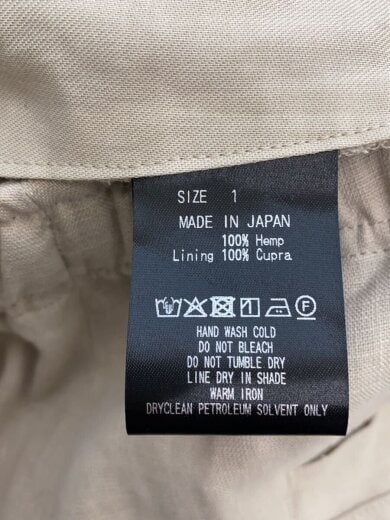 SIZE 1
MADE IN JAPAN
100% Hemp
Lining 100% Cupra
F
HAND WASH COLD
DO NOT BLEACH
DO NOT TUMBLE DRY
LINE DRY IN SHADE
WARM IRON
DRYCLEAN PETROLEUM SOLVENT ONLY